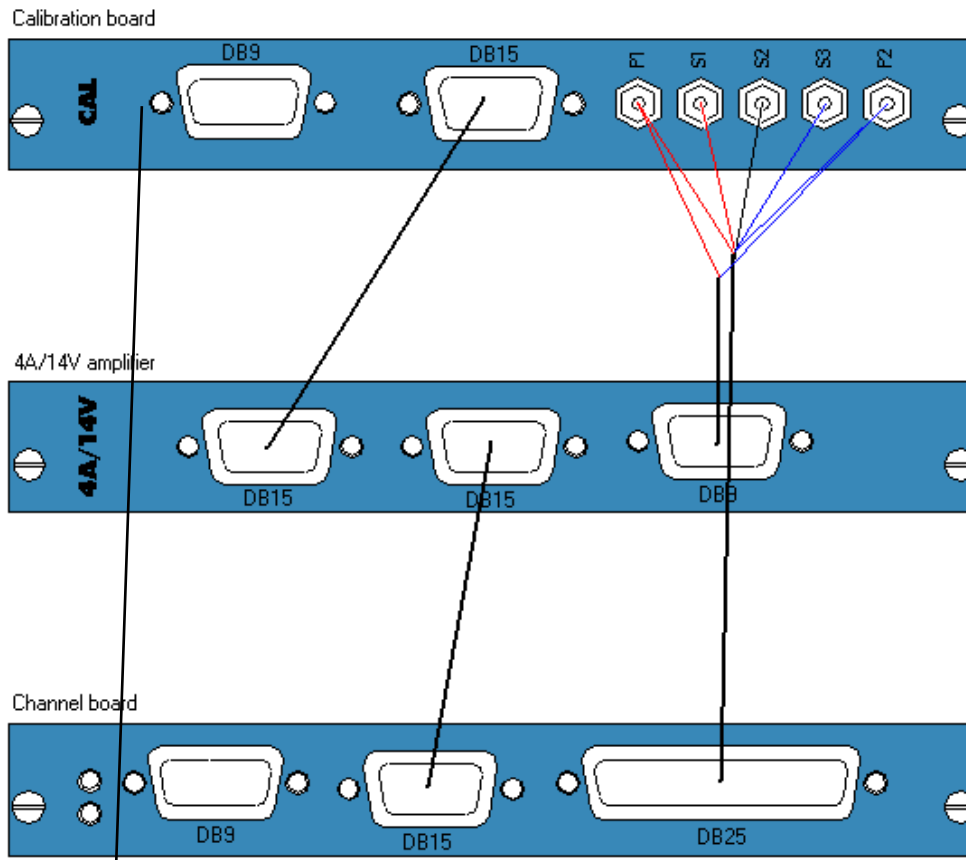 Calibration board
DB9
DB15
P1
S1
S2
S3
P2
CAL
4A/14V amplifier
4A/14V
DB15
DB15
DB9
Channel board
DB9
DB15
DB25